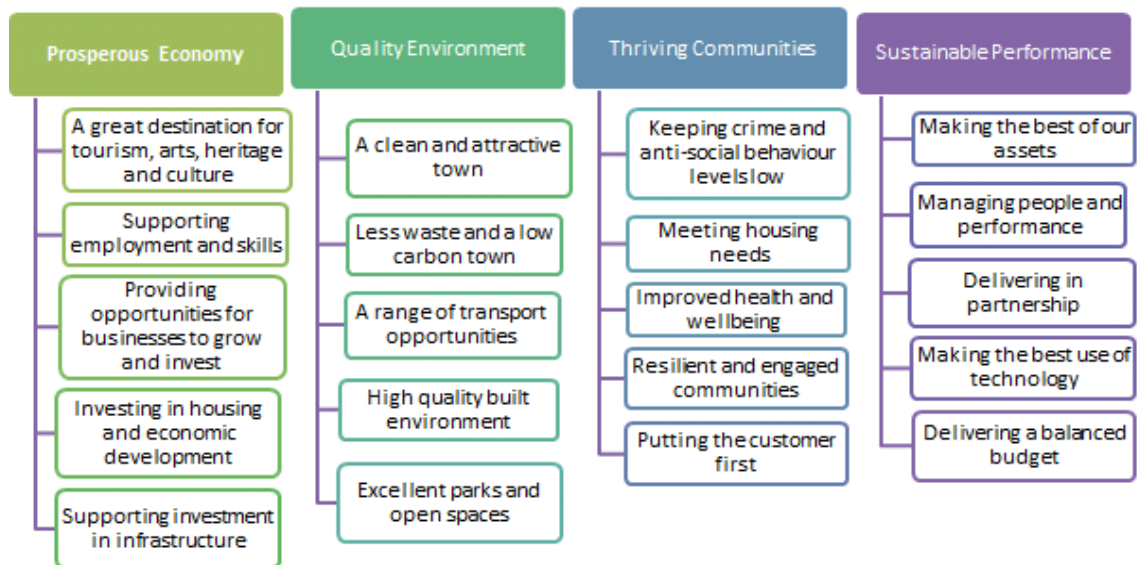 Prosperous Economy
A great destination for
tourism, arts, heritage
and culture
Supporting
employment and skills
Providing
opportunities for
businesses to grow
and invest
Investing in housing
and economic
development
Supporting investment
in infrastructure
Quality Environment
A clean and attractive
town
Less waste and a low
carbon town
A range of transport
opportunities
High quality built
environment
Excellent parks and
open spaces
Thriving Communities
Keeping crime and
anti-social behaviour
levels low
Meeting housing
needs
Improved health and
wellbeing
Resilient and engaged
communities
Putting the customer
first
Sustainable Performance
Making the best of our
assets
Managing people and
performance
Delivering in
partnership
Making the best use of
technology
Delivering a balanced
budget